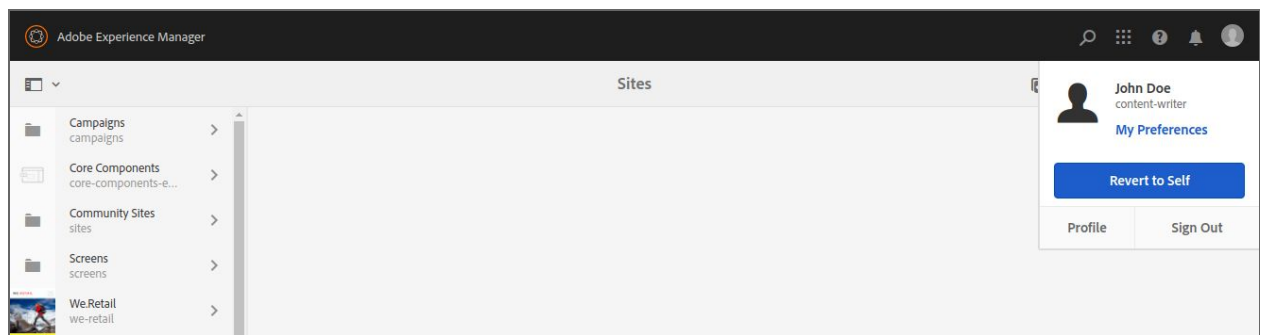 Adobe Experience Manager
Sites
John Doe
content-writer
My Preferences
Revert to Self
Profile
Sign Out
Campaigns
campaigns
Core Components
core-components-e...
Community Sites
sites
Screens
screens
We.Retail
we-retail